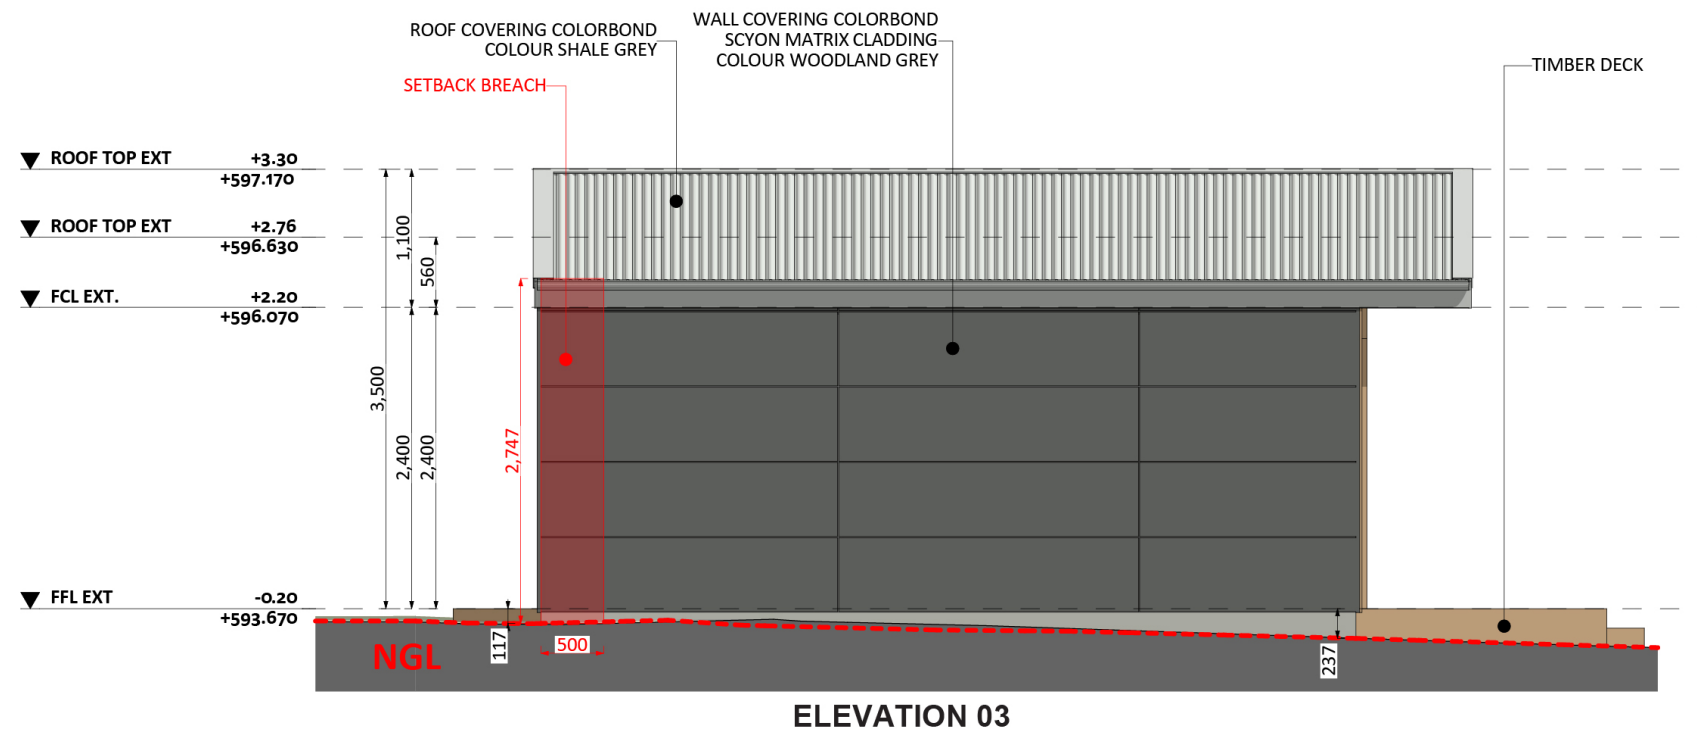 WALL COVERING COLORBOND
SCYON MATRIX CLADDING
COLOUR WOODLAND GREY
ROOF COVERING COLORBOND
COLOUR SHALE GREY
TIMBER DECK
SETBACK BREACH
ROOF TOP EXT +3.30
+597.170
ROOF TOP EXT +2.76
+596.630
FCL EXT. +2.20
+596.070
1,100
560
3,500
2,400
2,400
2,747
FFL EXT -0.20
+593.670
NGL
117
500
237
ELEVATION 03